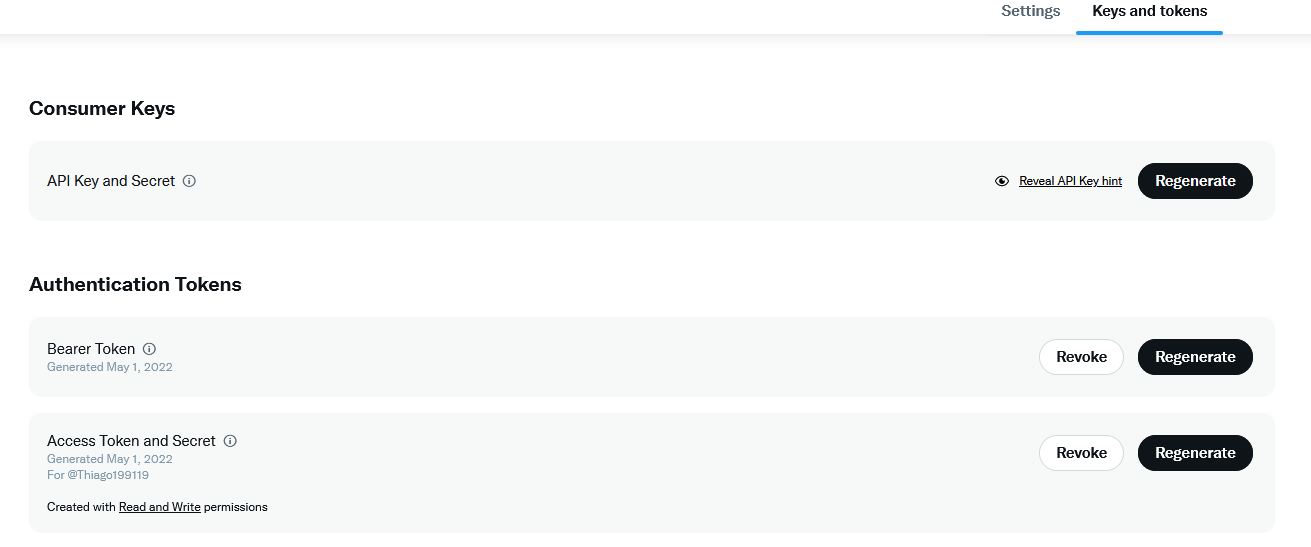 Settings
Keys and tokens
Consumer Keys
API Key and Secret
Reveal API Key hint
Regenerate
Authentication Tokens
Bearer Token
Generated May 1, 2022
Revoke
Regenerate
Access Token and Secret
Generated May 1, 2022
For @Thiago199119
Revoke
Regenerate
Created with Read and Write permissions